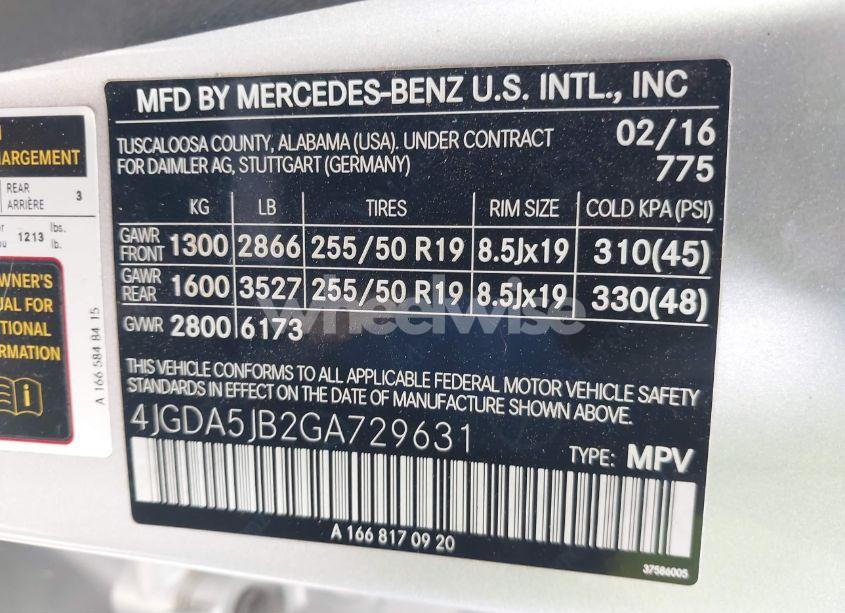 MFD BY MERCEDES-BENZ U.S. INTL., INC
TUSCALOOSA COUNTY, ALABAMA (USA). UNDER CONTRACT
FOR DAIMLER AG, STUTTGART (GERMANY)
02/16
775
KG LB TIRES RIM SIZE COLD KPA(PSI)
GAWR FRONT 1300 2866 255/50 R19 8.5Jx19 310(45)
GAWR REAR 1600 3527 255/50 R19 8.5Jx19 330(48)
GVWR 2800 6173
THIS VEHICLE CONFORMS TO ALL APPLICABLE FEDERAL MOTOR VEHICLE SAFETY
STANDARDS IN EFFECT ON THE DATE OF MANUFACTURE SHOWN ABOVE.
4JGDA5JB2GA729631
TYPE: MPV
A 166 817 09 20
37586005
ARGEMENT
REAR
ARRIÈRE 3
or 1213 lbs.
ou lb.
WNER'S
UAL FOR
TIONAL
ORMATION
A 166 584 84 15
wheelwise